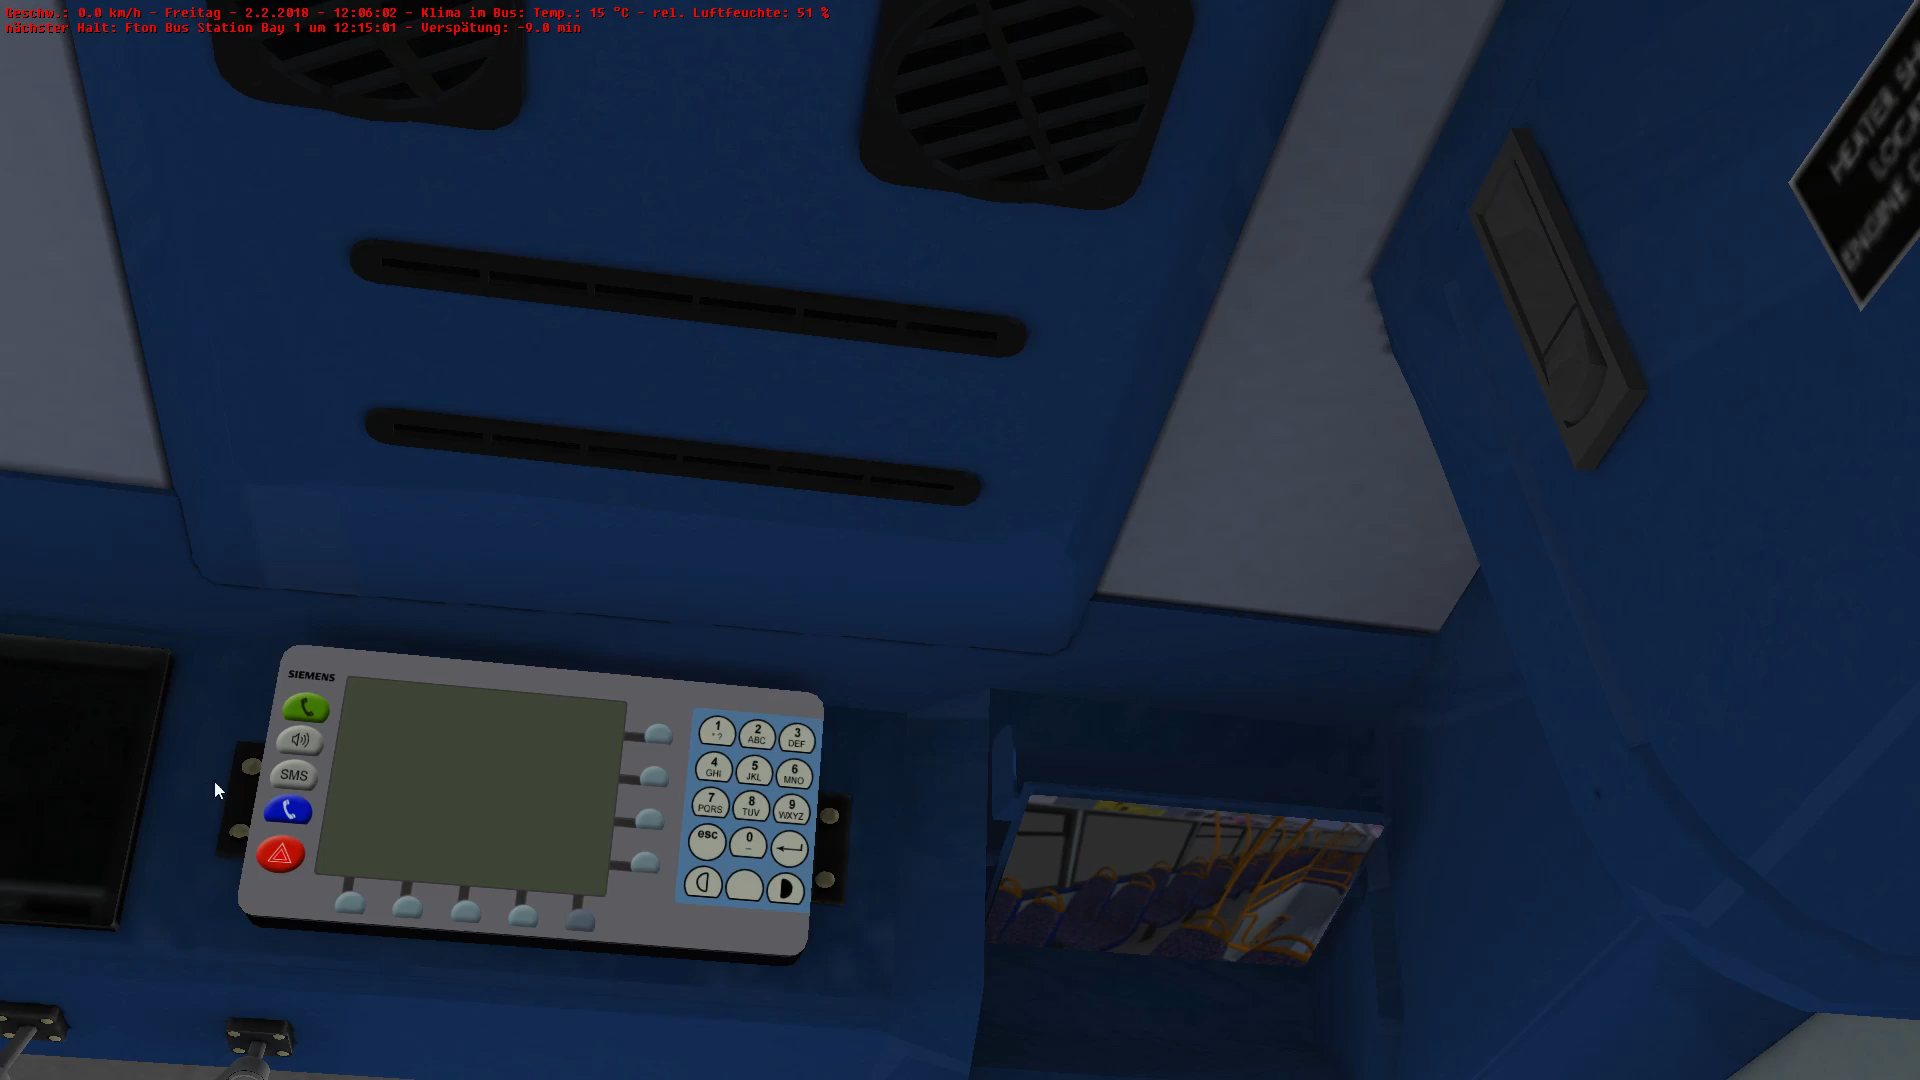 Geschw.: 0.0 km/h - Freitag - 2.2.2018 - 12:06:02 - Klima im Bus: Temp.: 15 °C - rel. Luftfeuchte: 51 %
nächster Halt: Fton Bus Station Bay 1 um 12:15:01 - Verspätung: -9.0 min
HEATER
ENGINE
SIEMENS
1 2 3
* ? ABC DEF
SMS
4 5 6
GHI JKL MNO
7 8 9
PQRS TUV WXYZ
esc 0